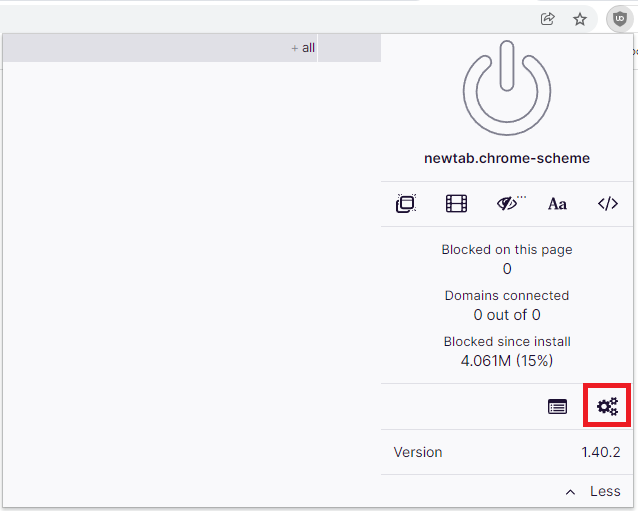 + all
newtab.chrome-scheme
Aa
Blocked on this page
0
Domains connected
0 out of 0
Blocked since install
4.061M (15%)
Version 1.40.2
Less